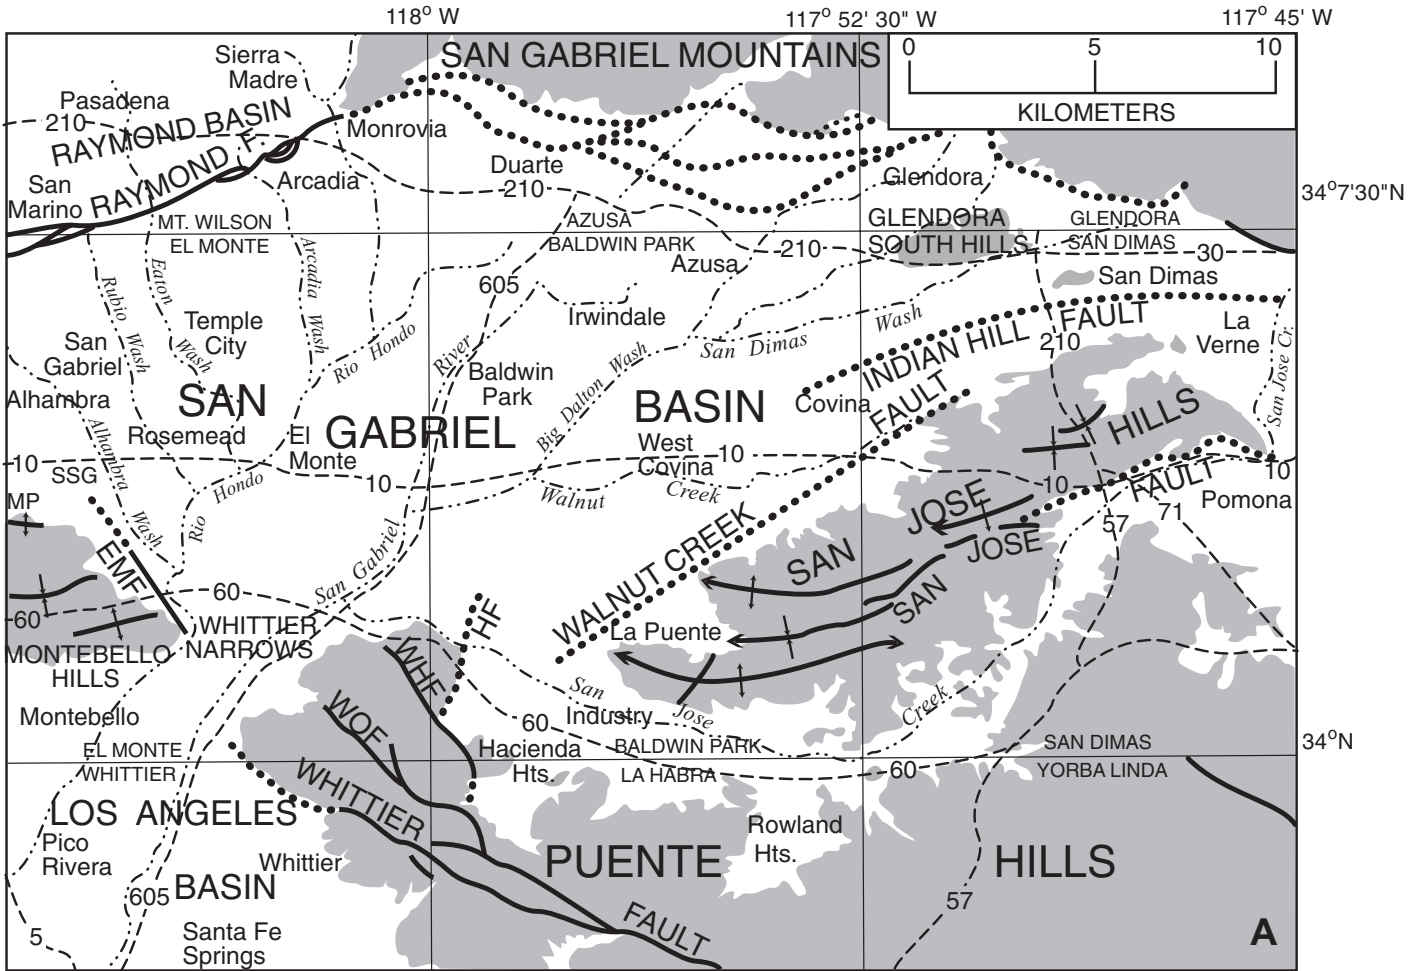 118º W
117º 52' 30" W
117º 45' W
SAN GABRIEL MOUNTAINS
0
5
10
KILOMETERS
Sierra
Madre
Pasadena
210
RAYMOND BASIN
RAYMOND F.
Monrovia
San
Marino
Arcadia
Duarte
210
Glendora
34º7'30"N
MT. WILSON
EL MONTE
AZUSA
BALDWIN PARK
GLENDORA
SOUTH HILLS
GLENDORA
SAN DIMAS
210
30
Azusa
San Dimas
Rubio
Wash
Eaton
Wash
Arcadia
Wash
605
Irwindale
Temple
City
Rio Hondo
River
San Dimas
Wash
INDIAN HILL
FAULT
210
La
Verne
San Jose Cr.
San
Gabriel
Baldwin
Park
Big Dalton Wash
Alhambra
SAN
GABRIEL
BASIN
Covina
FAULT
HILLS
Alhambra
Wash
Rosemead
El
Monte
West
Covina
10
10
10
10
10
SSG
MP
Rio
Hondo
Walnut
Creek
JOSE
FAULT
Pomona
57
71
EMF
San Gabriel
WALNUT CREEK
SAN
JOSE
SAN
60
60
WHITTIER
NARROWS
HF
La Puente
MONTEBELLO
HILLS
WHF
Montebello
WOF
San
Jose
Creek
Industry
60
Hacienda
Hts.
EL MONTE
WHITTIER
BALDWIN PARK
LA HABRA
60
SAN DIMAS
YORBA LINDA
34ºN
WHITTIER
LOS ANGELES
BASIN
Pico
Rivera
Rowland
Hts.
Whittier
PUENTE
HILLS
605
57
5
Santa Fe
Springs
FAULT
A